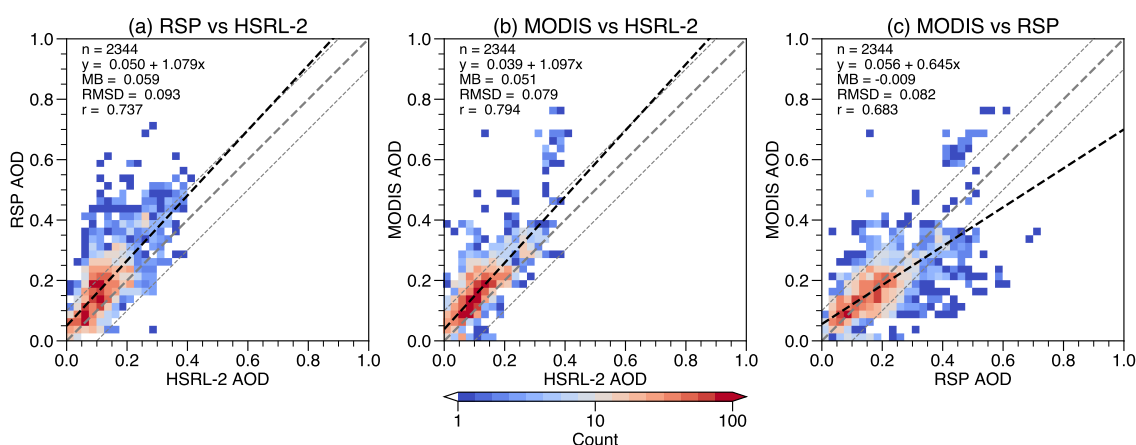 (a) RSP vs HSRL-2
n = 2344
y = 0.050 + 1.079x
MB = 0.059
RMSD = 0.093
r = 0.737
1.0
0.8
0.6
0.4
0.2
0.0
RSP AOD
0.0 0.2 0.4 0.6 0.8 1.0
HSRL-2 AOD
(b) MODIS vs HSRL-2
n = 2344
y = 0.039 + 1.097x
MB = 0.051
RMSD = 0.079
r = 0.794
1.0
0.8
0.6
0.4
0.2
0.0
MODIS AOD
0.0 0.2 0.4 0.6 0.8 1.0
HSRL-2 AOD
(c) MODIS vs RSP
n = 2344
y = 0.056 + 0.645x
MB = -0.009
RMSD = 0.082
r = 0.683
1.0
0.8
0.6
0.4
0.2
0.0
MODIS AOD
0.0 0.2 0.4 0.6 0.8 1.0
RSP AOD
1 10 100
Count